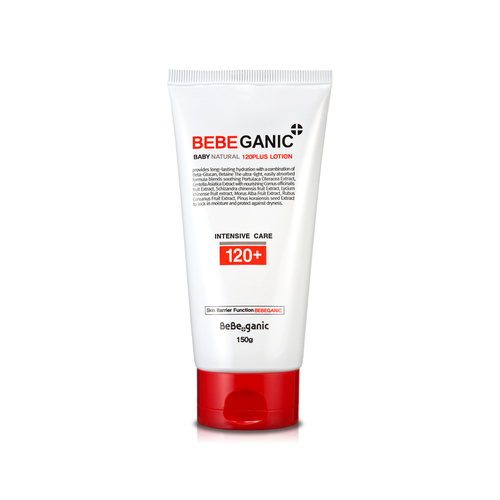 BEBEGANIC+
BABY NATURAL 120PLUS LOTION
provides long-lasting hydration with a combination of
Beta-Glucan, Betaine The ultra-light, easily absorbed
formula blends soothing Portulaca Oleracea Extract,
Centella Asiatica Extract with nourishing Cornus officinalis
Fruit Extract, Schizandra chinensis fruit Extract, Lycium
chinense fruit extract, Morus Alba Fruit Extract, Rubus
Coreanus Fruit Extract, Pinus koraiensis seed Extract
to lock in moisture and protect against dryness.
INTENSIVE CARE
120+
Skin Barrier Function BEBEGANIC
BeBeganic
150g